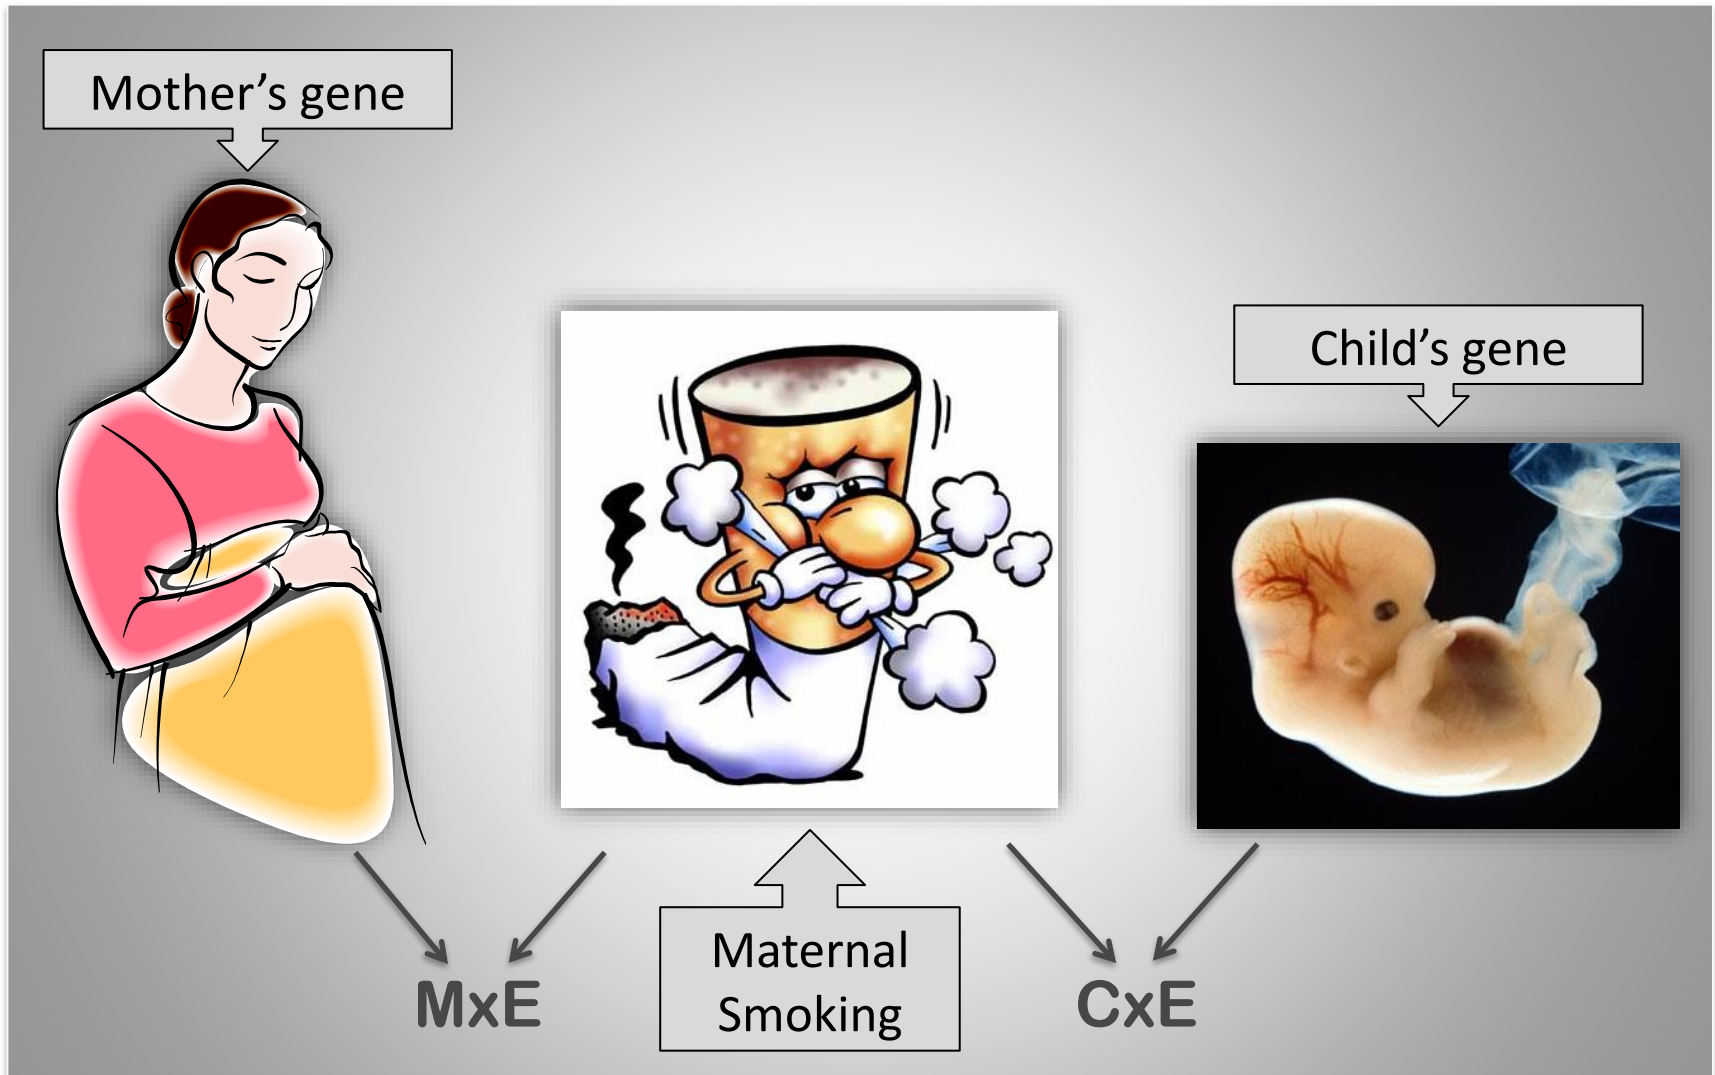 Mother’s gene
Child’s gene
Maternal
Smoking
MxE
CxE